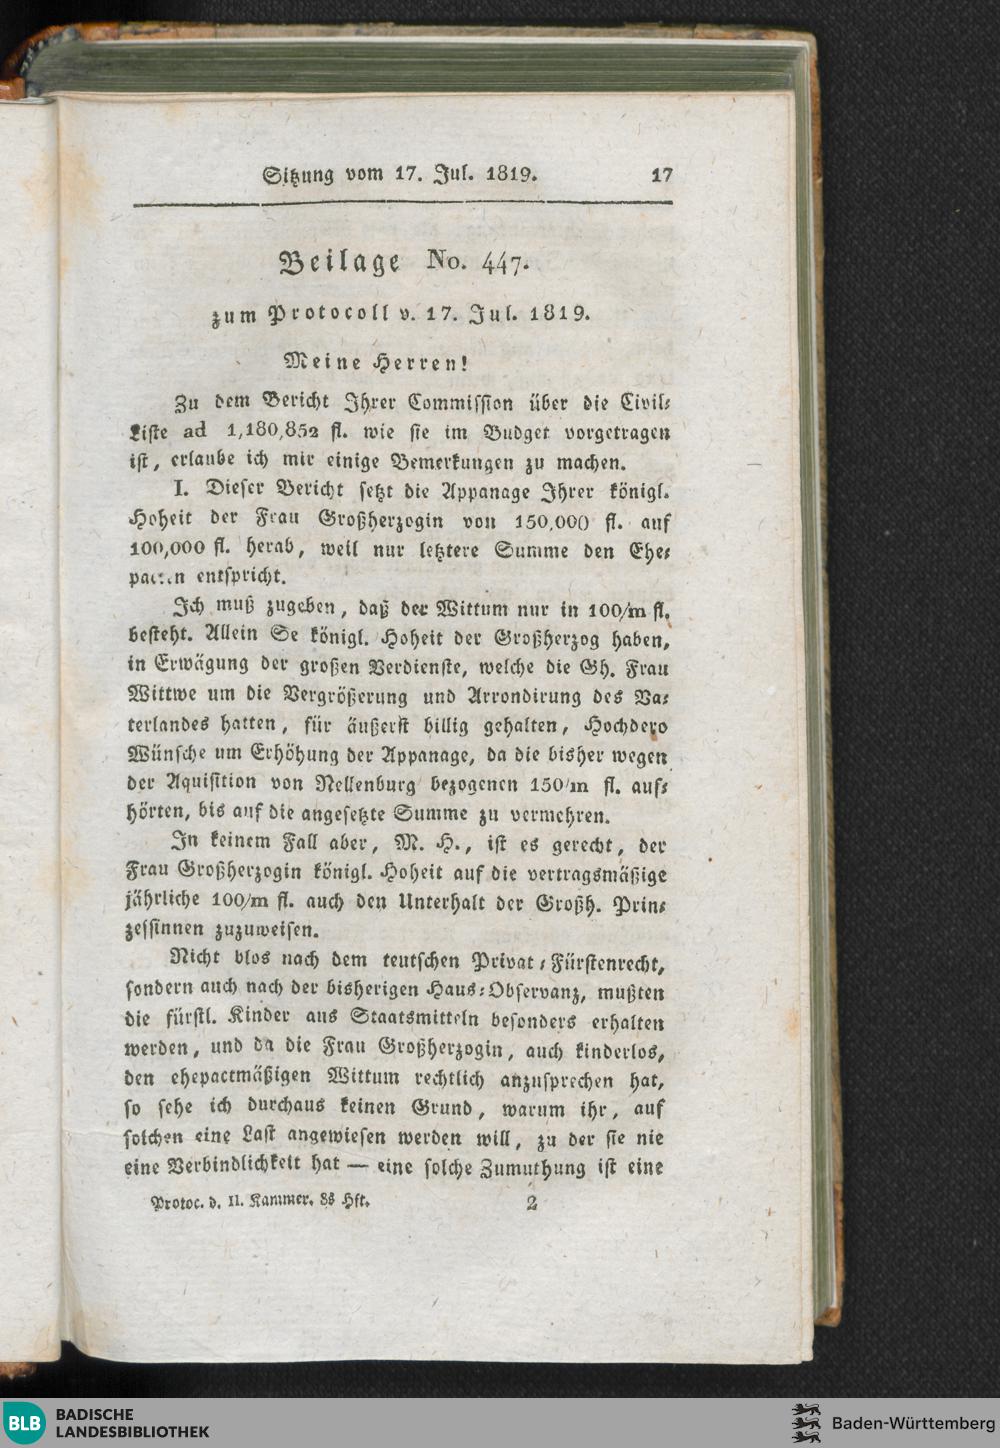 Sitzung vom 17. Jul. 1819. 17
Beilage No. 447.
zum Protocoll v. 17. Jul. 1819.
Meine Herren!
Zu dem Bericht Ihrer Commission über die Civil-
Liste ad 1,180,852 fl. wie sie im Budget vorgetragen
ist, erlaube ich mir einige Bemerkungen zu machen.
I. Dieser Bericht setzt die Appanage Ihrer königl.
Hoheit der Frau Großherzogin von 150,000 fl. auf
100,000 fl. herab, weil nur letztere Summe den Ehe-
pacten entspricht.
Ich muß zugeben, daß der Wittum nur in 100/m fl.
besteht. Allein Se königl. Hoheit der Großherzog haben,
in Erwägung der großen Verdienste, welche die Gh. Frau
Wittwe um die Vergrößerung und Arrondirung des Va-
terlandes hatten, für äußerst billig gehalten, Hochdero
Wünsche um Erhöhung der Appanage, da die bisher wegen
der Aquisition von Nellenburg bezogenen 150/m fl. auf-
hörten, bis auf die angesetzte Summe zu vermehren.
In keinem Fall aber, M. H., ist es gerecht, der
Frau Großherzogin königl. Hoheit auf die vertragsmäßige
jährliche 100/m fl. auch den Unterhalt der Großh. Prin-
zessinnen zuzuweisen.
Nicht blos nach dem teutschen Privat-Fürstenrecht,
sondern auch nach der bisherigen Haus-Observanz, mußten
die fürstl. Kinder aus Staatsmitteln besonders erhalten
werden, und da die Frau Großherzogin, auch kinderlos,
den ehepactmäßigen Wittum rechtlich anzusprechen hat,
so sehe ich durchaus keinen Grund, warum ihr, auf
solchen eine Last angewiesen werden will, zu der sie nie
eine Verbindlichkeit hat — eine solche Zumuthung ist eine
Protoc. d. II. Kammer. 8s Hft. 2
BLB BADISCHE
LANDESBIBLIOTHEK
Baden-Württemberg